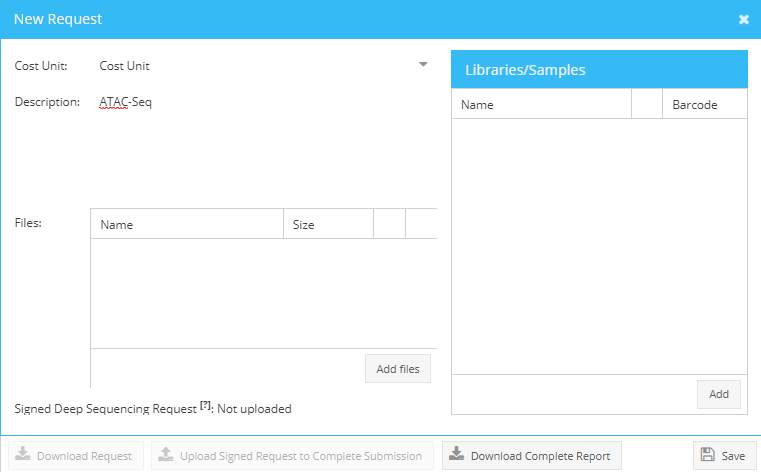 New Request
Cost Unit: Cost Unit
Description: ATAC-Seq
Files:
Name Size
Add files
Signed Deep Sequencing Request [?]: Not uploaded
Libraries/Samples
Name Barcode
Add
Download Request Upload Signed Request to Complete Submission Download Complete Report Save